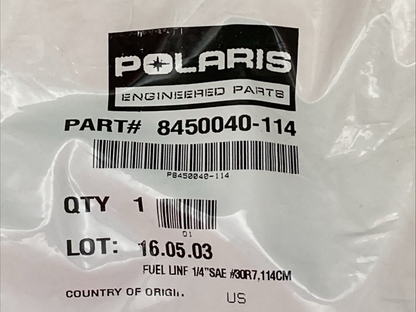 POLARIS
ENGINEERED PARTS
PART# 8450040-114
P8450040-114
QTY 1
01
LOT: 16.05.03
FUEL LINE 1/4"SAE #30R7,114CM
COUNTRY OF ORIGIN. US